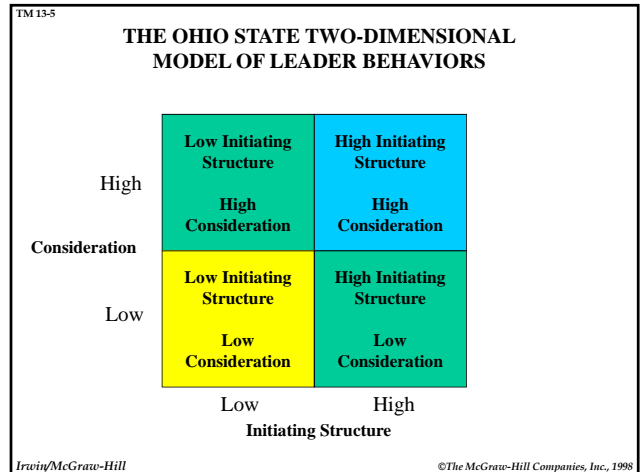 TM 13-5
THE OHIO STATE TWO-DIMENSIONAL
MODEL OF LEADER BEHAVIORS
High
Consideration
Low
Low Initiating
Structure
High
Consideration
High Initiating
Structure
High
Consideration
Low Initiating
Structure
Low
Consideration
High Initiating
Structure
Low
Consideration
Low
High
Initiating Structure
Irwin/McGraw-Hill
©The McGraw-Hill Companies, Inc., 1998